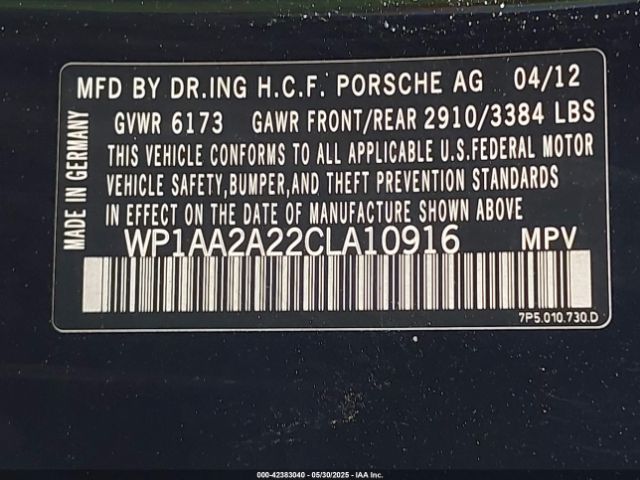 MFD BY DR.ING H.C.F. PORSCHE AG 04/12
GVWR 6173 GAWR FRONT/REAR 2910/3384 LBS
THIS VEHICLE CONFORMS TO ALL APPLICABLE U.S.FEDERAL MOTOR
VEHICLE SAFETY,BUMPER,AND THEFT PREVENTION STANDARDS
IN EFFECT ON THE DATE OF MANUFACTURE SHOWN ABOVE
WP1AA2A22CLA10916 MPV
7P5.010.730.D
MADE IN GERMANY
000-42383040 - 05/30/2025 - IAA Inc.